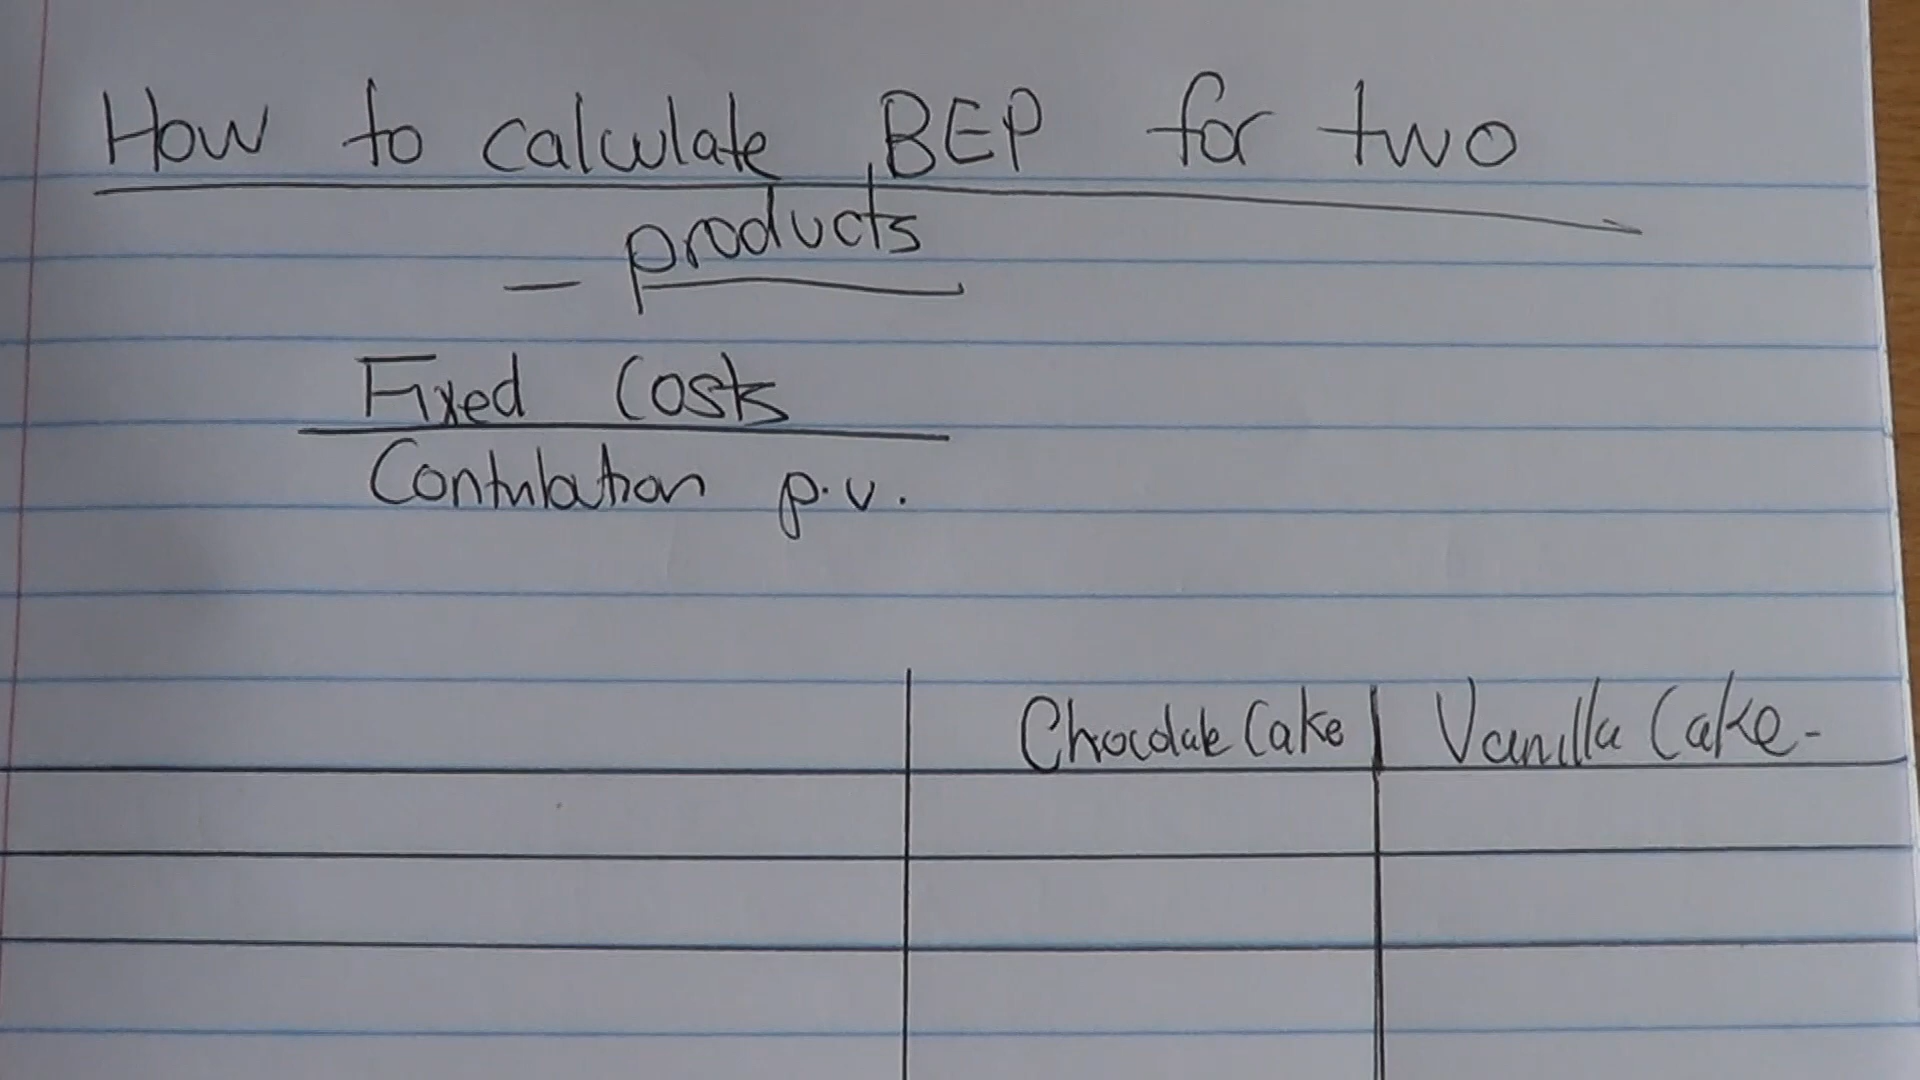 How to calculate BEP for two
- products
Fixed Costs
Contribution p.u.
Chocolate Cake
Vanilla Cake-